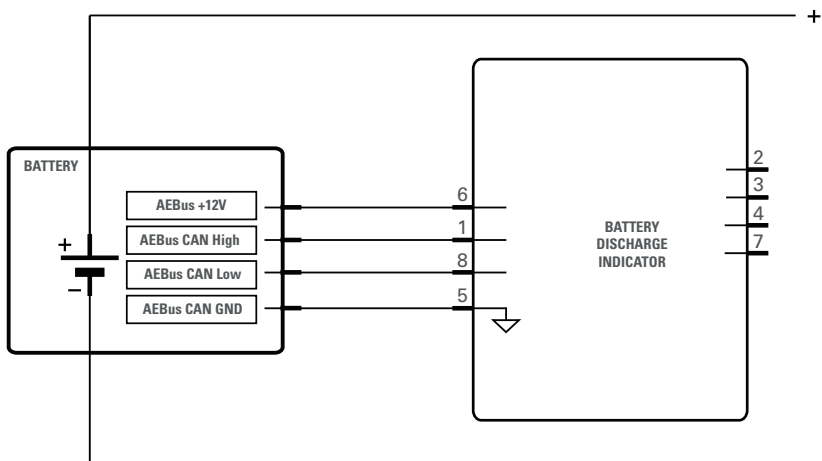 +
BATTERY
AEBus +12V
6
AEBus CAN High
1
AEBus CAN Low
8
AEBus CAN GND
5
+
–
BATTERY
DISCHARGE
INDICATOR
2
3
4
7